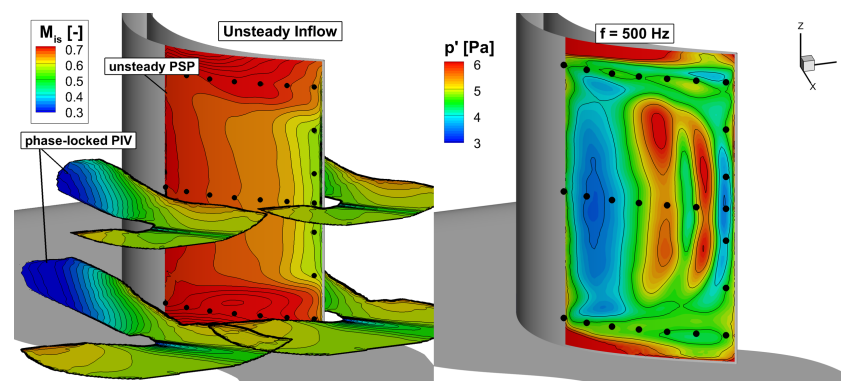 M_is [-]
0.7
0.6
0.5
0.4
0.3
Unsteady Inflow
unsteady PSP
phase-locked PIV
f = 500 Hz
p' [Pa]
6
5
4
3
Z
X